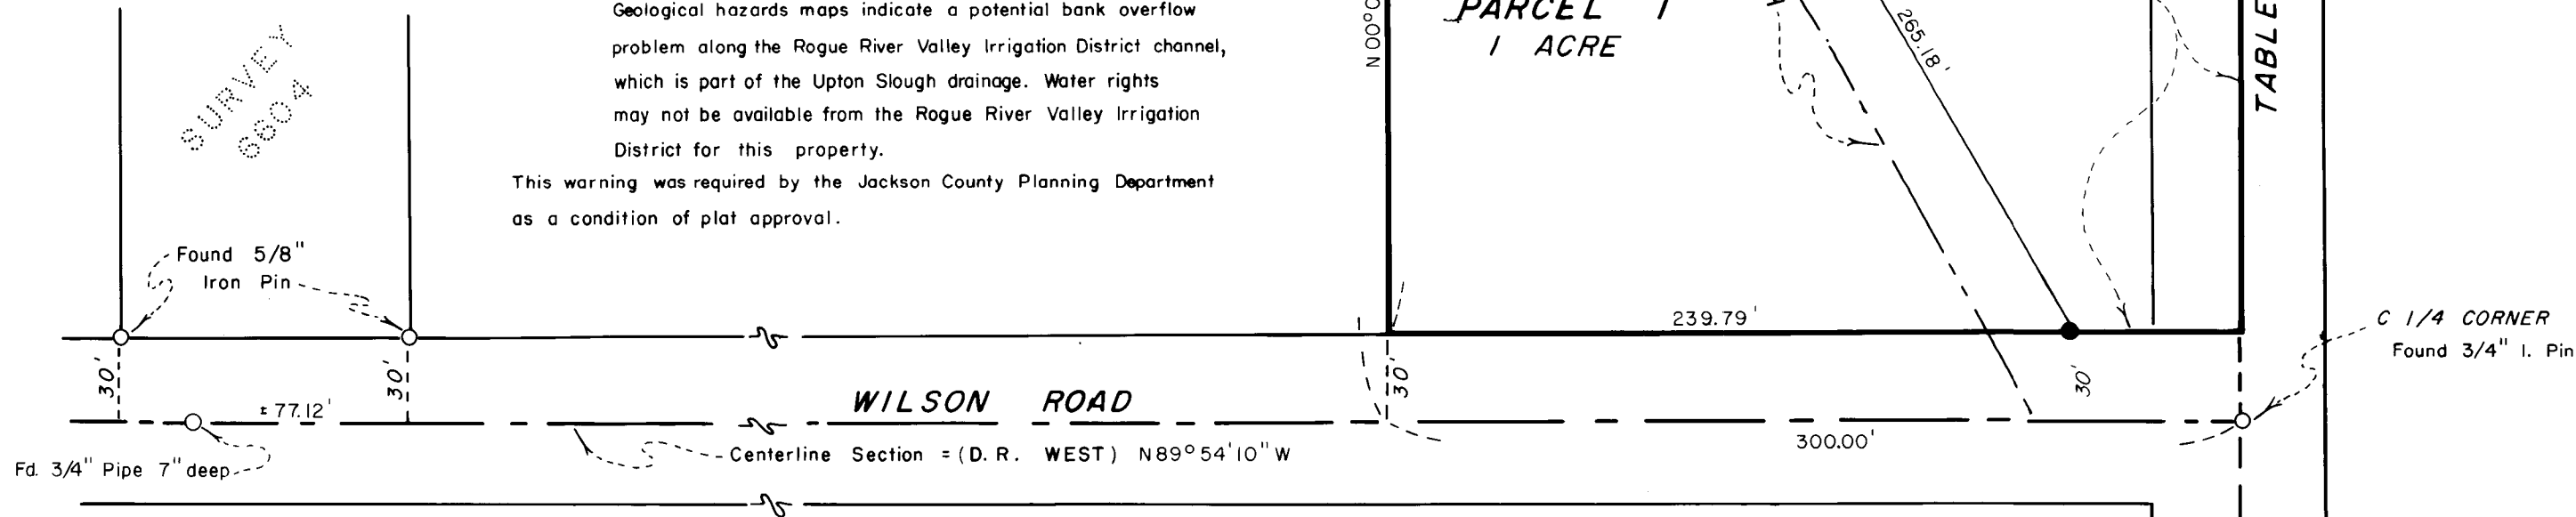 Geological hazards maps indicate a potential bank overflow
problem along the Rogue River Valley Irrigation District channel,
which is part of the Upton Slough drainage. Water rights
may not be available from the Rogue River Valley Irrigation
District for this property.
This warning was required by the Jackson County Planning Department
as a condition of plat approval.
SURVEY
6604
N 00°0
PARCEL 1
1 ACRE
265.18'
TABLE
Found 5/8"
Iron Pin
239.79'
C 1/4 CORNER
Found 3/4" I. Pin
30'
30'
30'
30'
± 77.12'
WILSON ROAD
300.00'
Fd. 3/4" Pipe 7" deep
Centerline Section = (D.R. WEST) N89°54'10" W